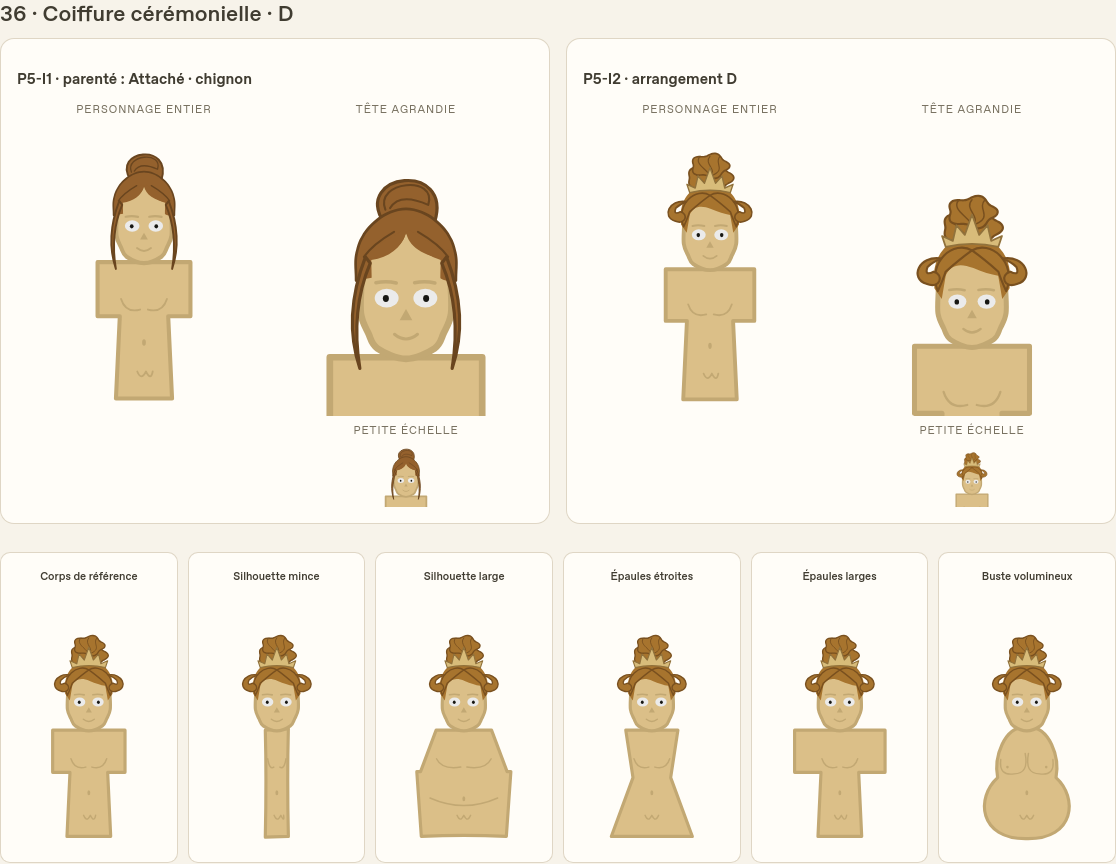 36 · Coiffure cérémonielle · D
P5-I1 · parenté : Attaché · chignon
PERSONNAGE ENTIER
TÊTE AGRANDIE
PETITE ÉCHELLE
P5-I2 · arrangement D
PERSONNAGE ENTIER
TÊTE AGRANDIE
PETITE ÉCHELLE
Corps de référence
Silhouette mince
Silhouette large
Épaules étroites
Épaules larges
Buste volumineux